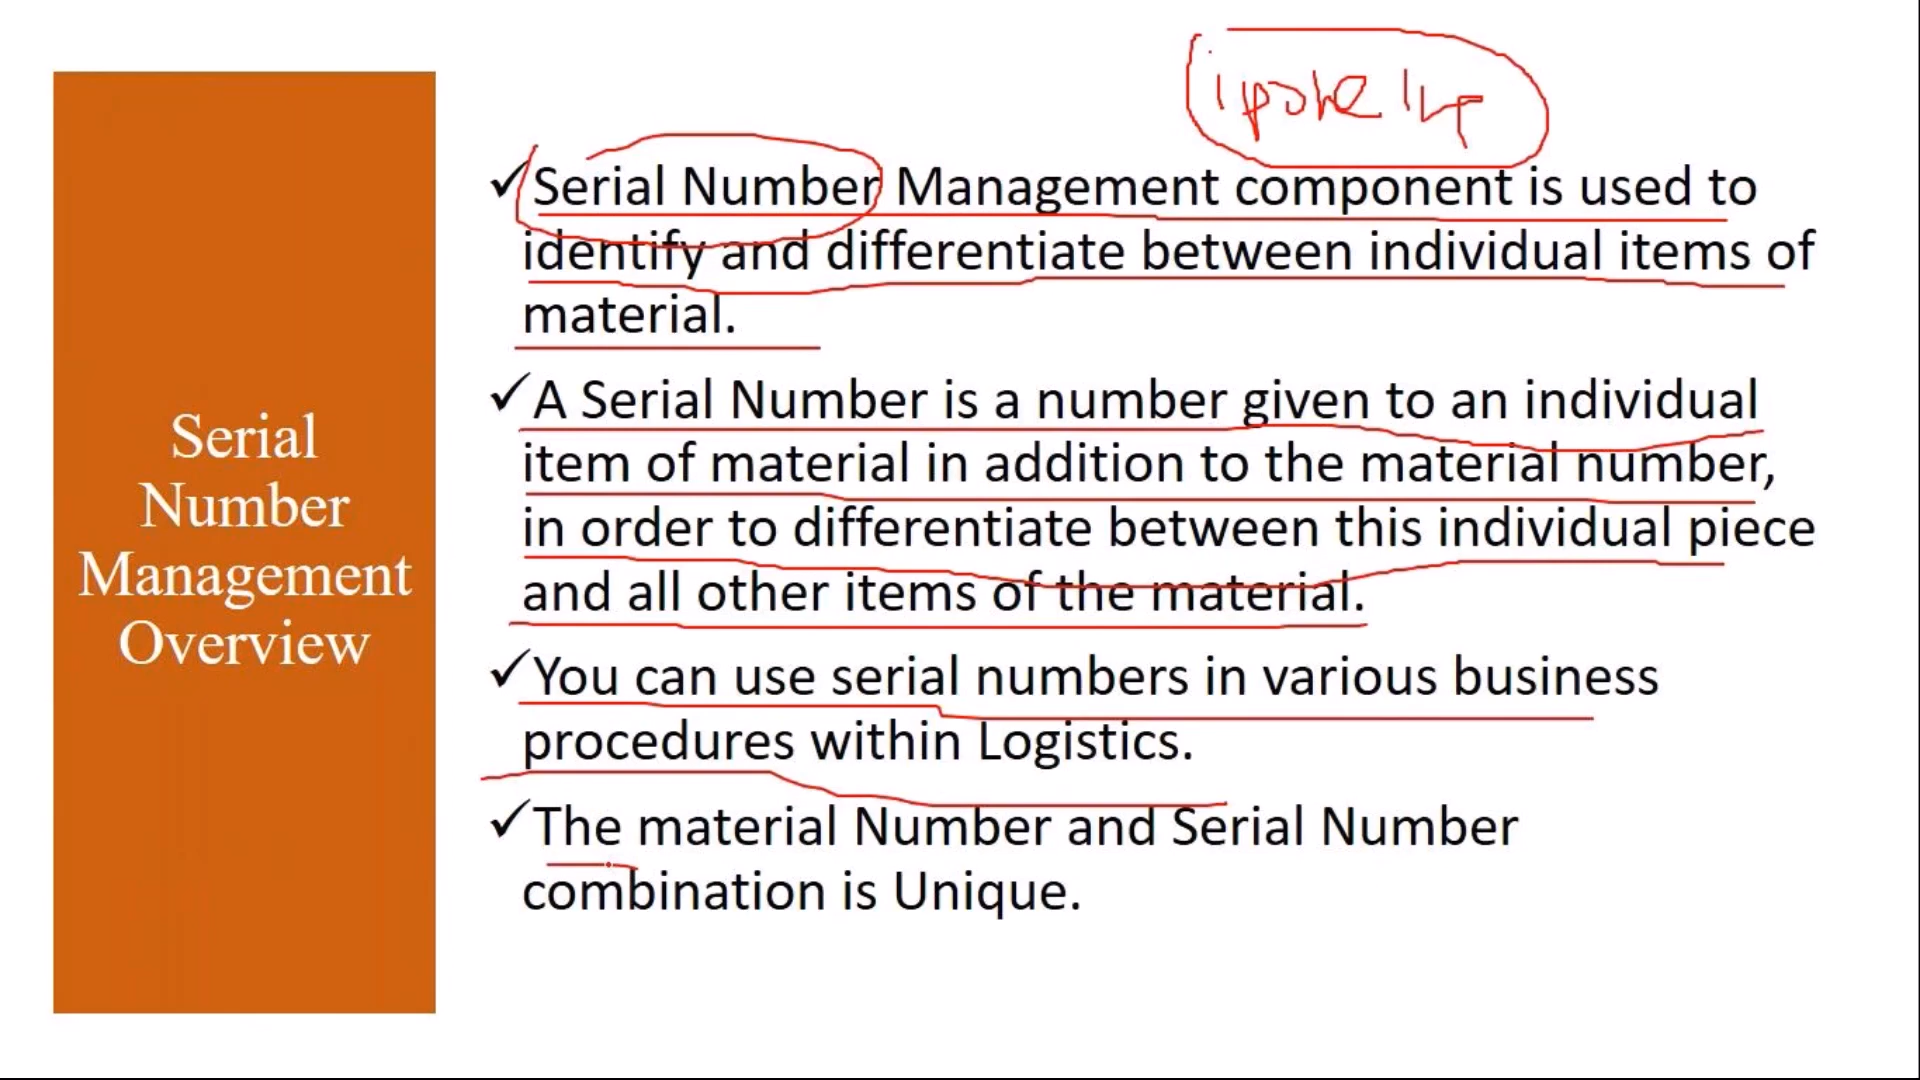 Serial
Number
Management
Overview
ipone 14
✓Serial Number Management component is used to
identify and differentiate between individual items of
material.
✓A Serial Number is a number given to an individual
item of material in addition to the material number,
in order to differentiate between this individual piece
and all other items of the material.
✓You can use serial numbers in various business
procedures within Logistics.
✓The material Number and Serial Number
combination is Unique.